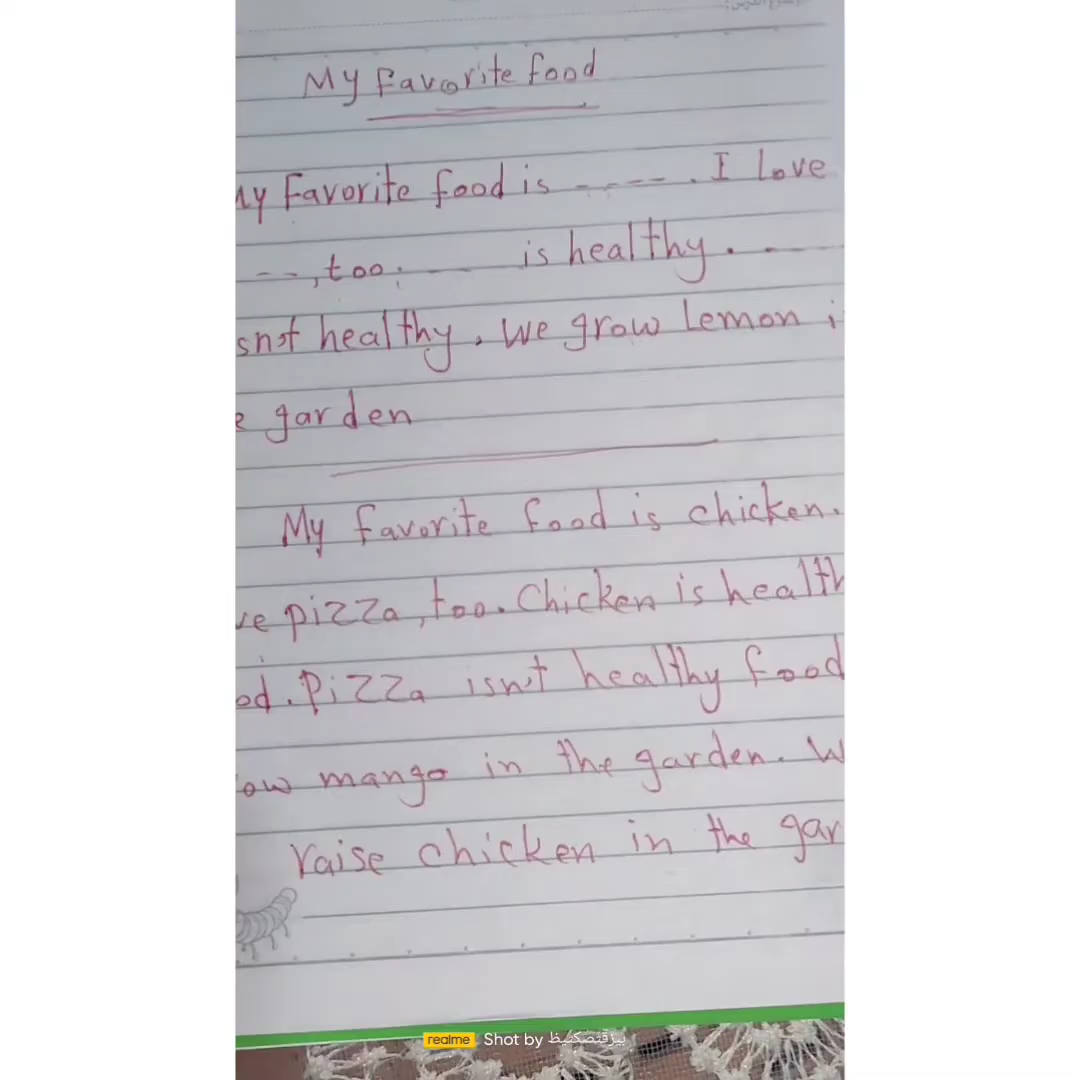 My Favorite food
My Favorite food is ----. I Love
--, too. -- is healthy. --
snot healthy. We grow Lemon i
e garden
My favorite food is chicken.
ve pizza, too. Chicken is health
od. Pizza isn't healthy food
ow mango in the garden. W
raise chicken in the gar
realme Shot by